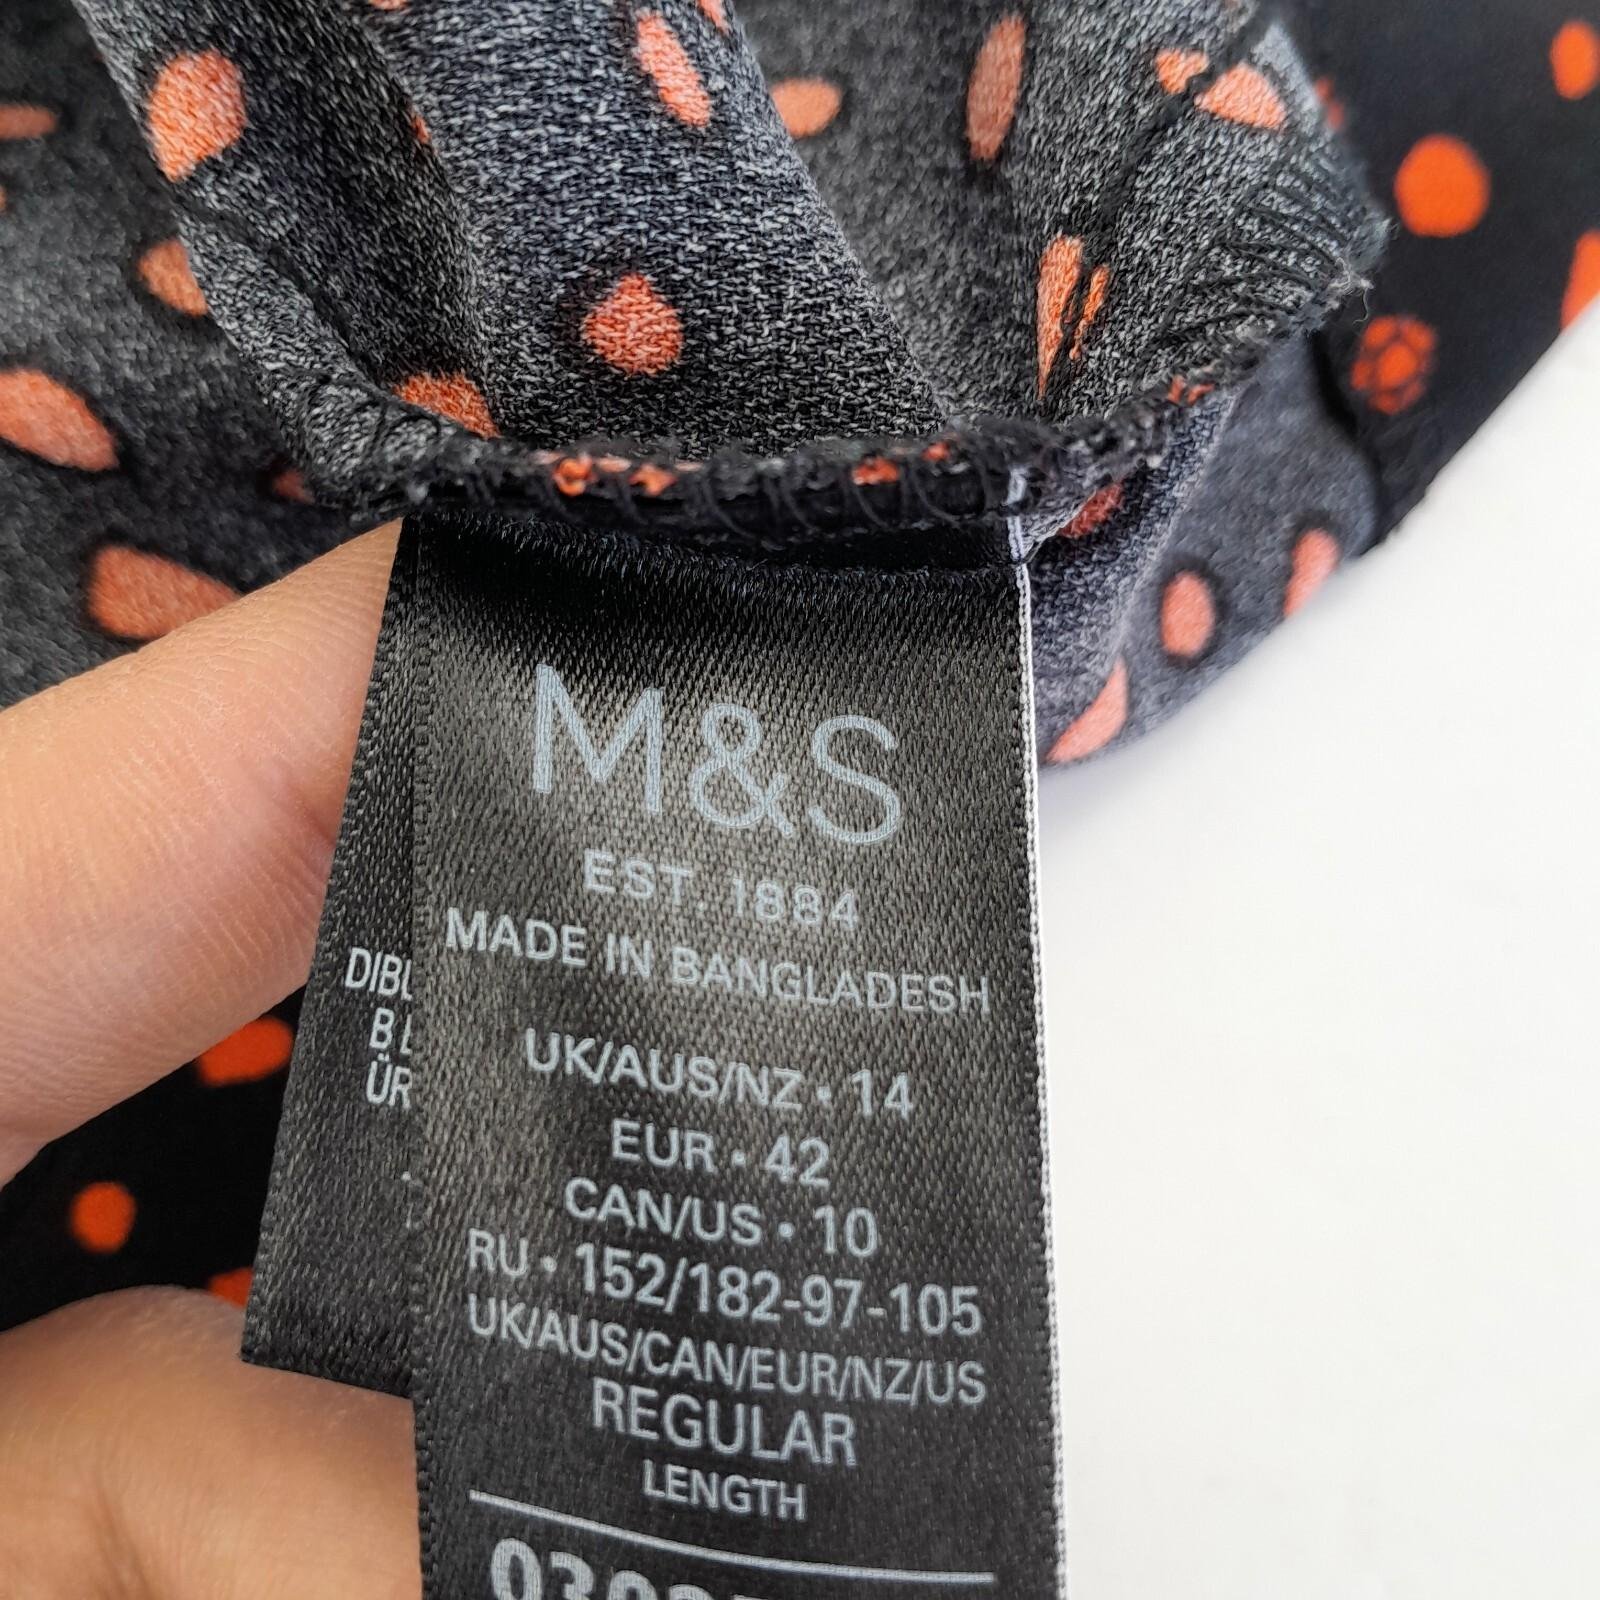 M&S
EST. 1884
MADE IN BANGLADESH
UK/AUS/NZ • 14
EUR • 42
CAN/US • 10
RU • 152/182-97-105
UK/AUS/CAN/EUR/NZ/US
REGULAR
LENGTH